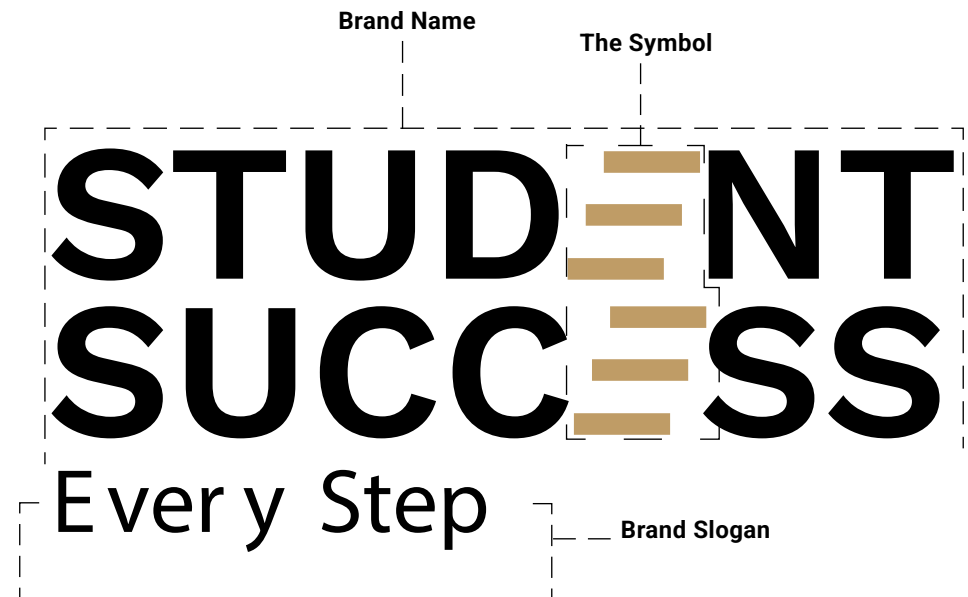 Brand Name
The Symbol
STUDENT
SUCCESS
Every Step
Brand Slogan